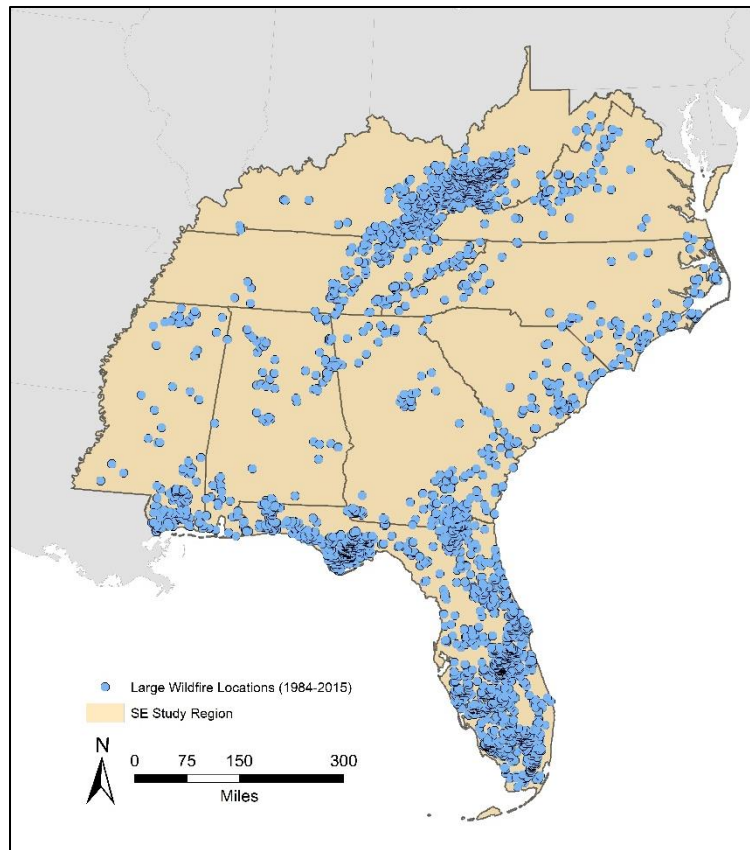 Large Wildfire Locations (1984-2015)
SE Study Region
N
0 75 150 300
Miles